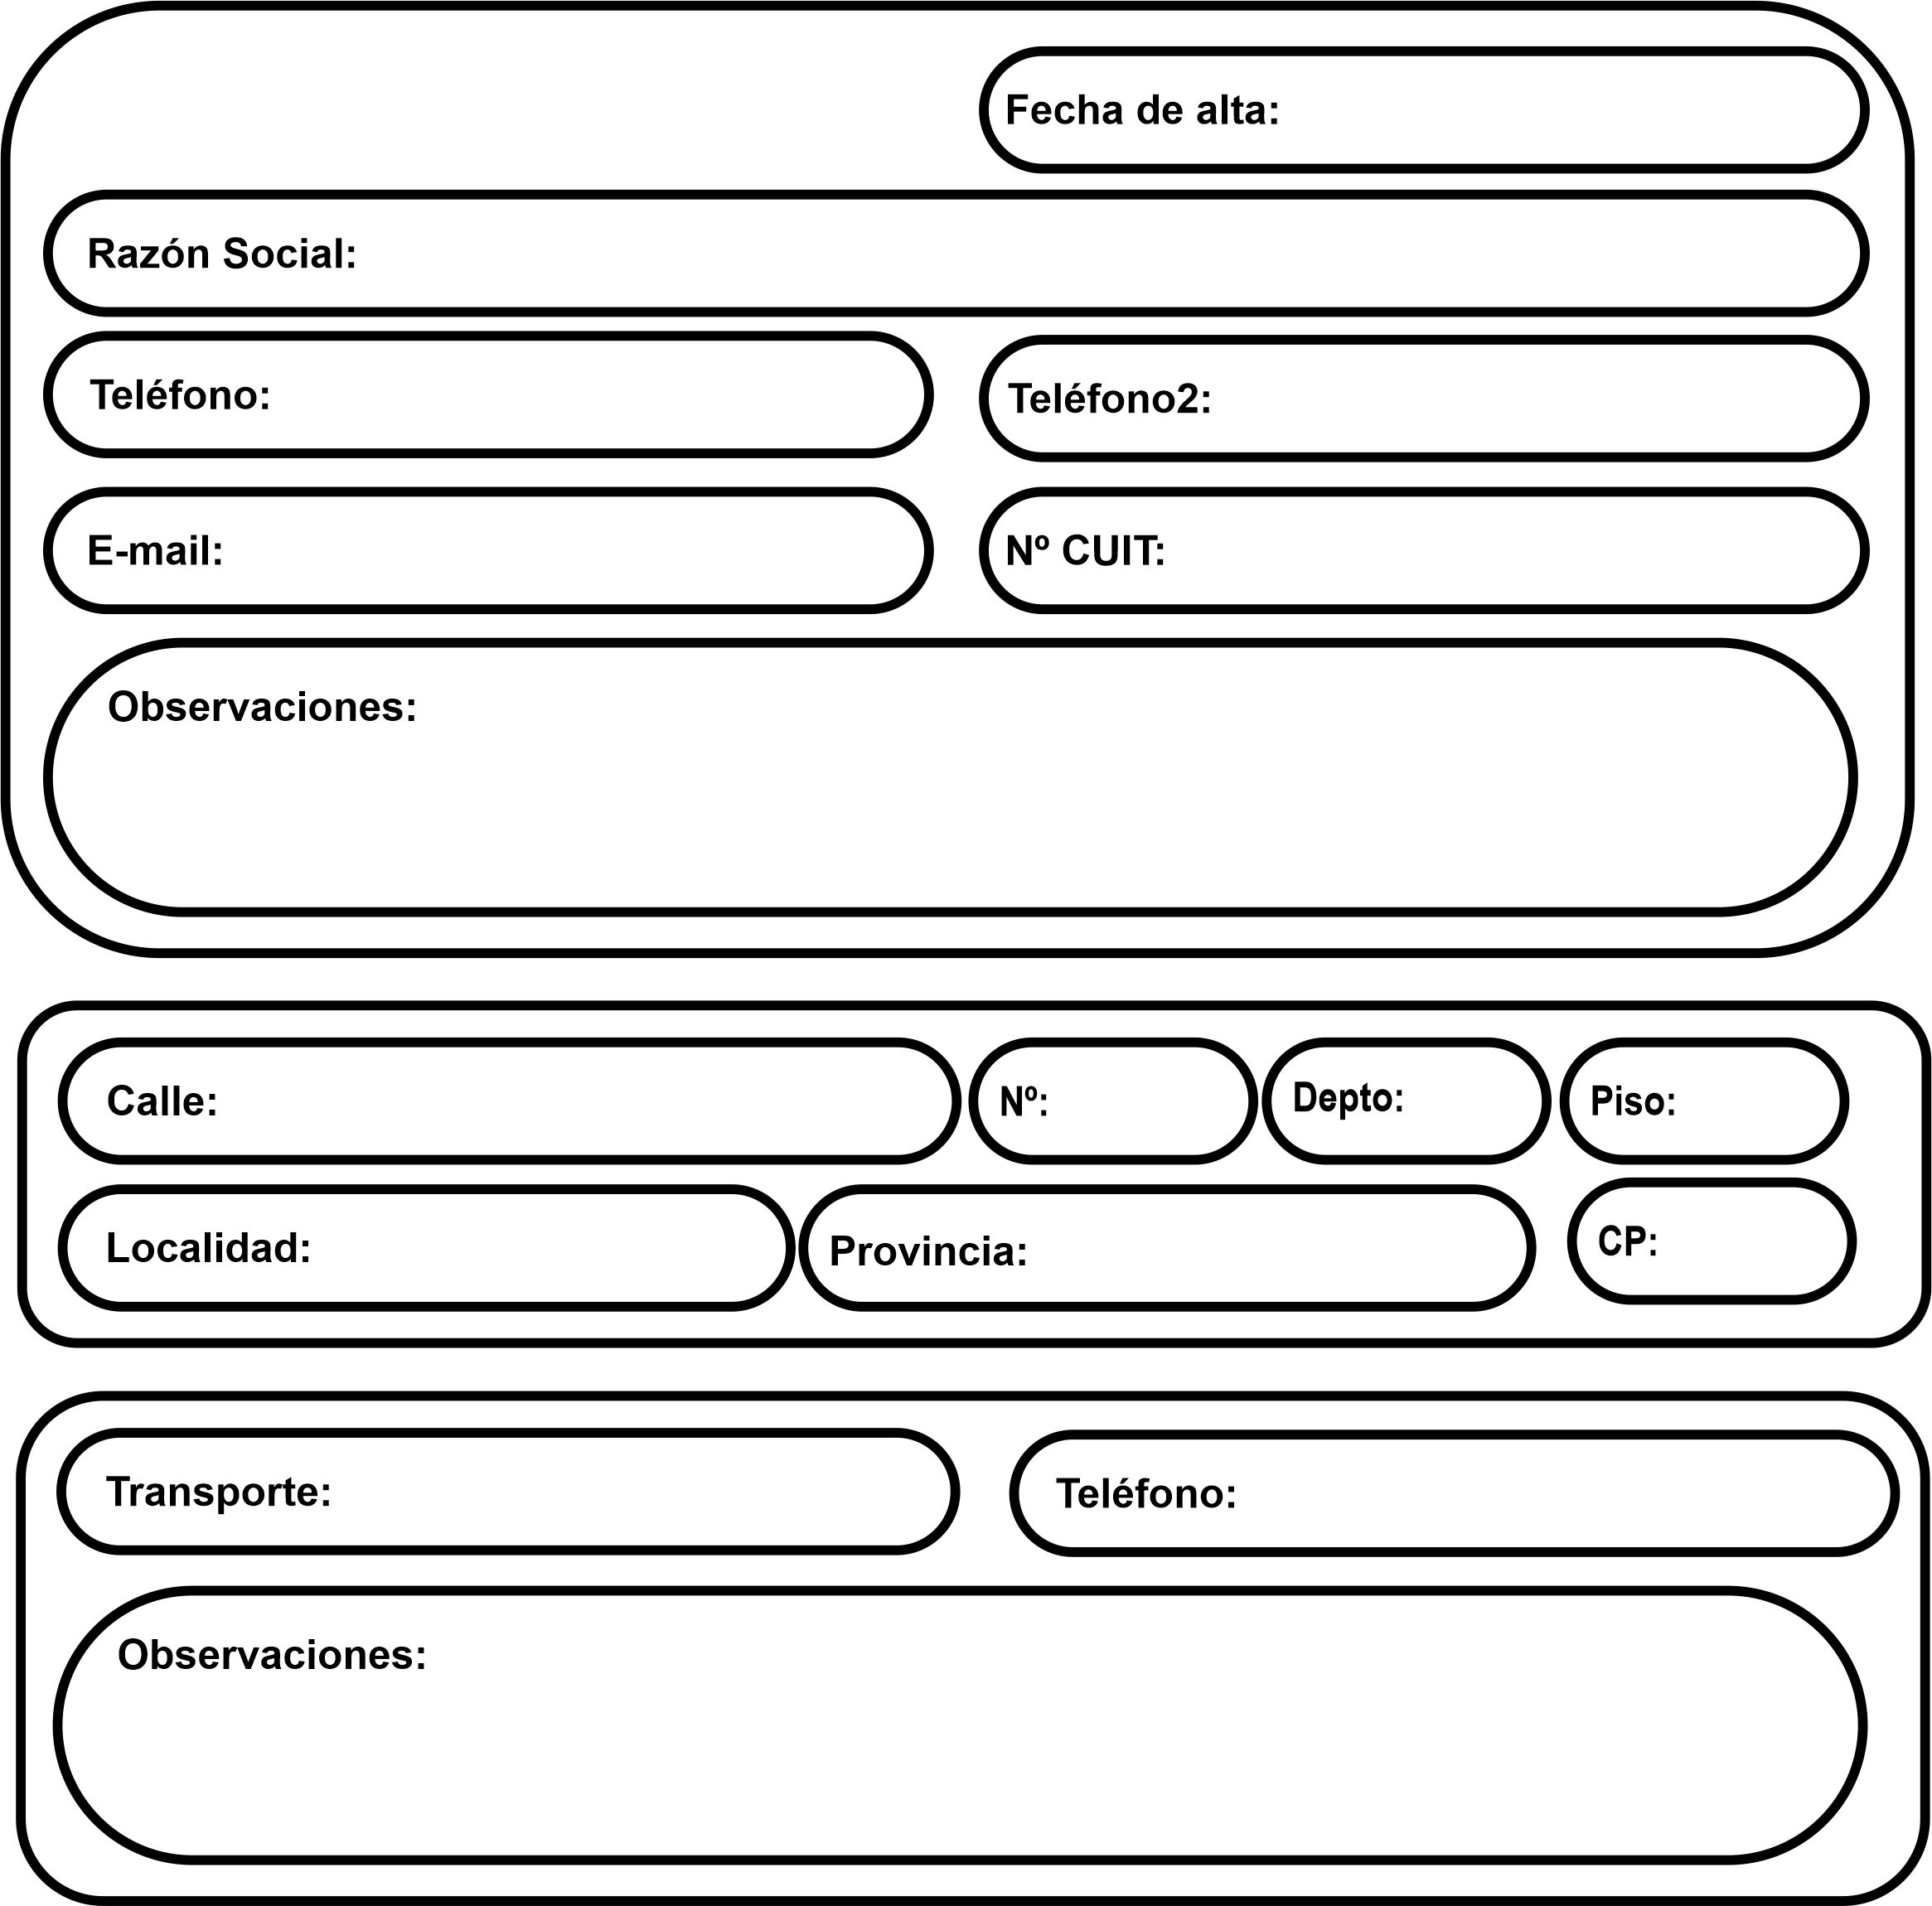 Fecha de alta:
Razón Social:
Teléfono:
Teléfono2:
E-mail:
Nº CUIT:
Observaciones:
Calle:
Nº:
Depto:
Piso:
Localidad:
Provincia:
CP:
Transporte:
Teléfono:
Observaciones: